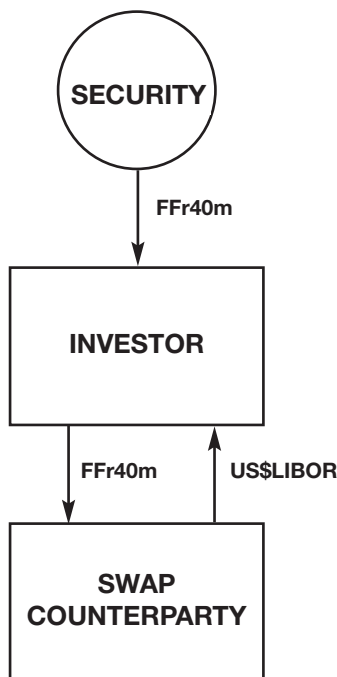 SECURITY
FFr40m
INVESTOR
FFr40m
US$LIBOR
SWAP
COUNTERPARTY